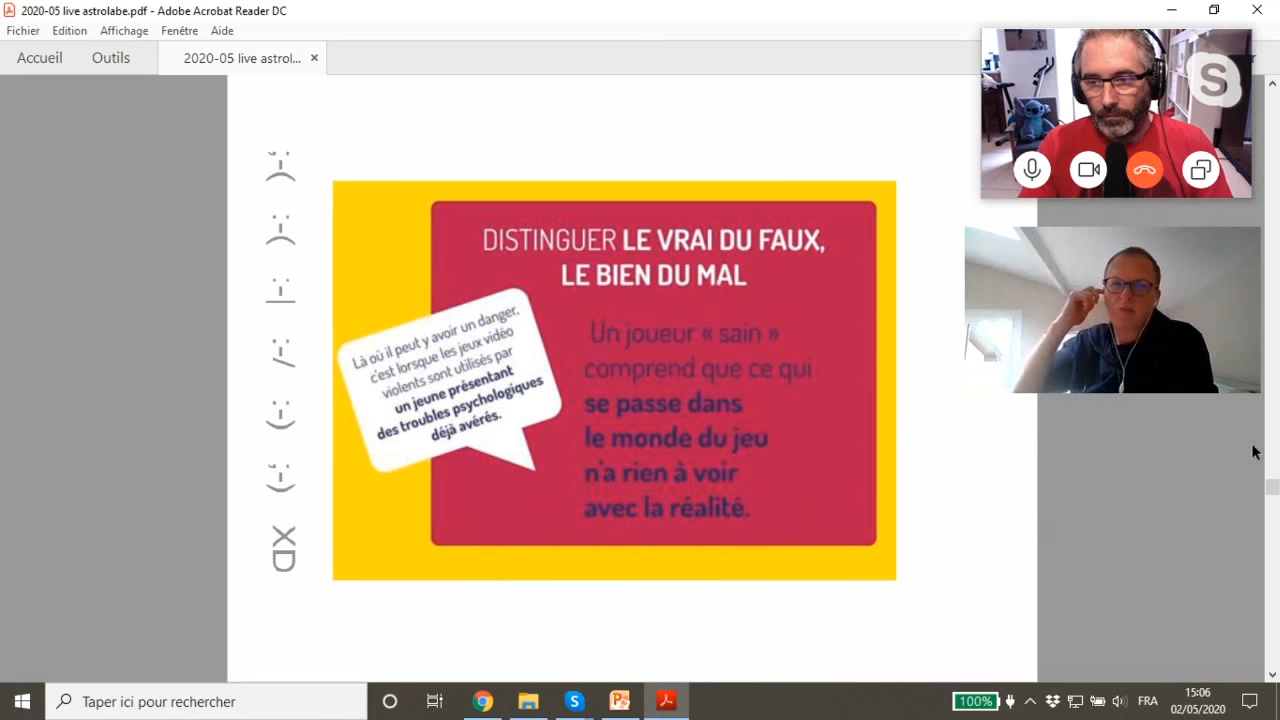 2020-05 live astrolabe.pdf - Adobe Acrobat Reader DC
Fichier Edition Affichage Fenêtre Aide
Accueil Outils 2020-05 live astrol... ×
S
:-(
:-(
:-|
:-/
:-)
;-)
XD
DISTINGUER LE VRAI DU FAUX,
LE BIEN DU MAL
Là où il peut y avoir un danger,
c'est lorsque les jeux vidéo
violents sont utilisés par
un jeune présentant
des troubles psychologiques
déjà avérés.
Un joueur « sain »
comprend que ce qui
se passe dans
le monde du jeu
n'a rien à voir
avec la réalité.
Taper ici pour rechercher
100%
FRA
15:06
02/05/2020